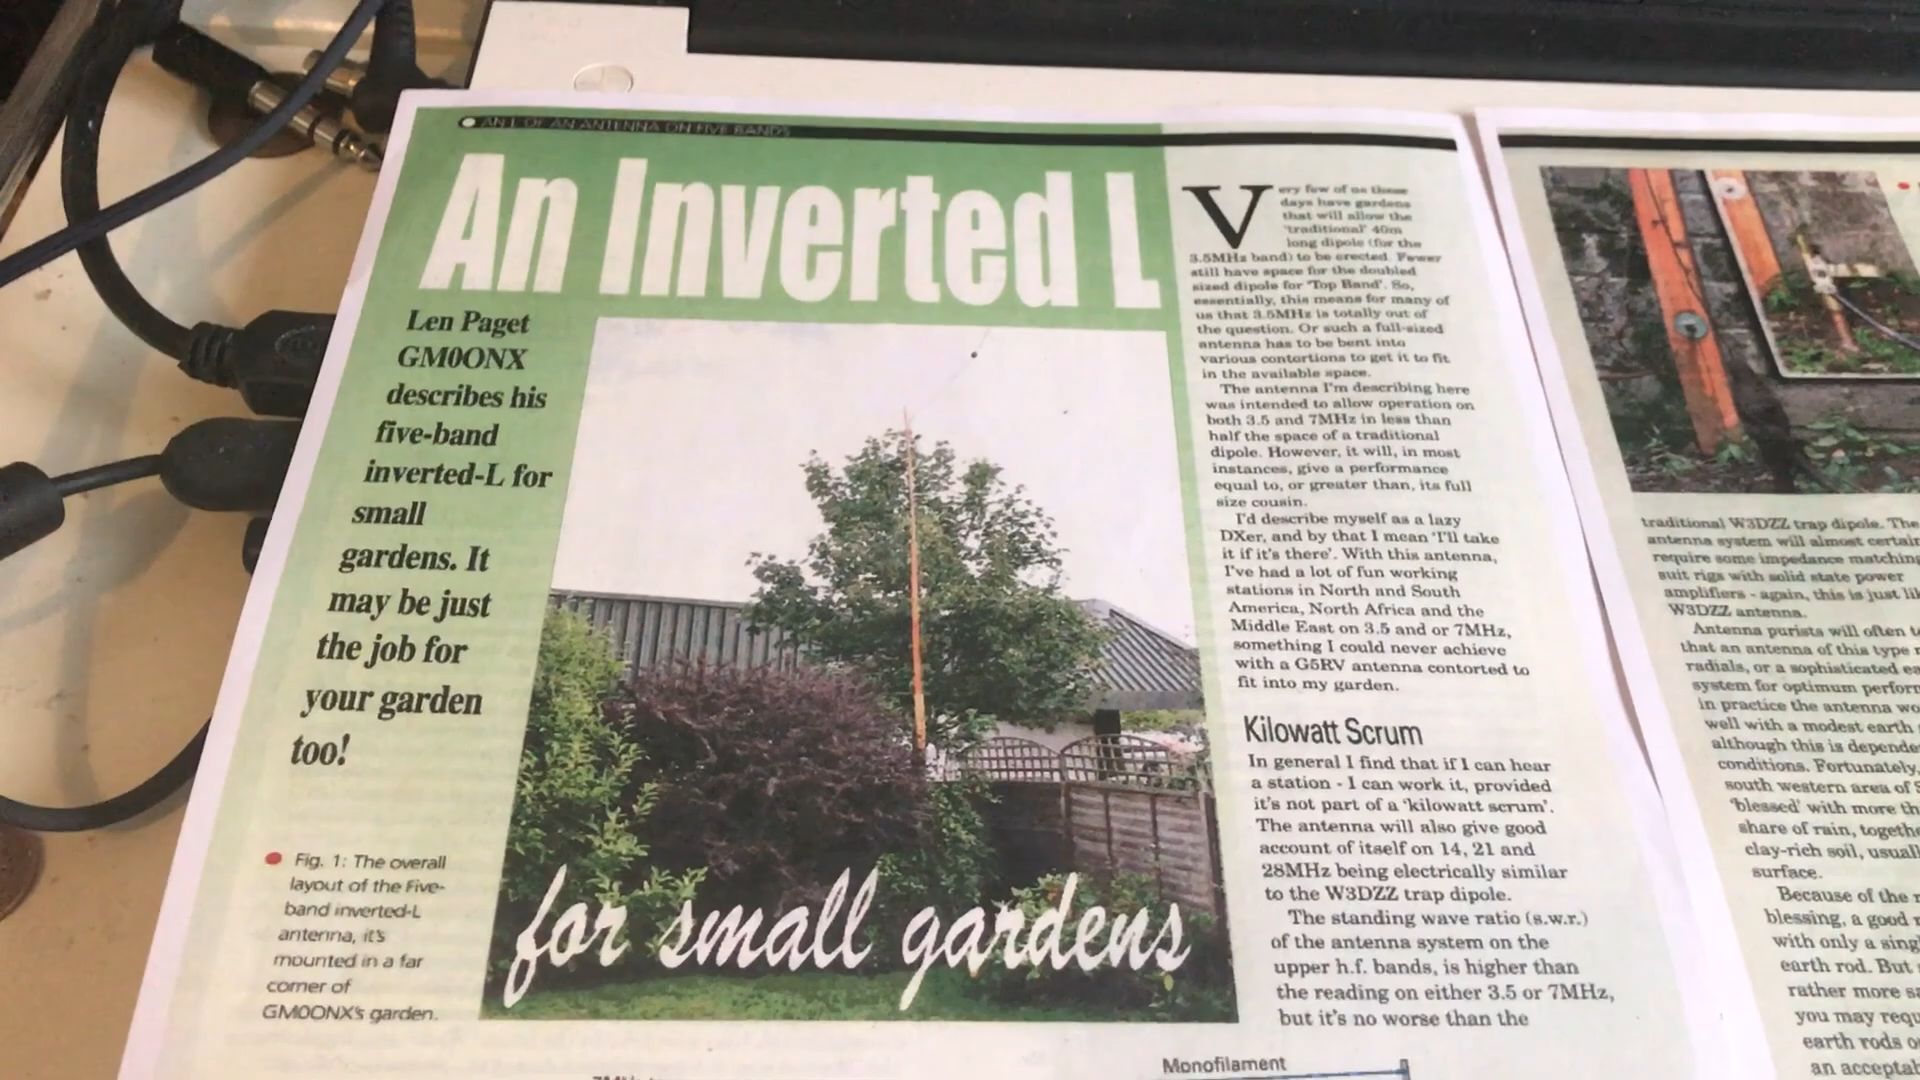 AN L OF AN ANTENNA ON FIVE BANDS
An Inverted L
for small gardens
Len Paget
GM0ONX
describes his
five-band
inverted-L for
small
gardens. It
may be just
the job for
your garden
too!
Fig. 1: The overall
layout of the Five-
band inverted-L
antenna, it's
mounted in a far
corner of
GM0ONX's garden.
Very few of us these
days have gardens
that will allow the
'traditional' 40m
long dipole (for the
3.5MHz band) to be erected. Fewer
still have space for the doubled
sized dipole for 'Top Band'. So,
essentially, this means for many of
us that 3.5MHz is totally out of
the question. Or such a full-sized
antenna has to be bent into
various contortions to get it to fit
in the available space.
The antenna I'm describing here
was intended to allow operation on
both 3.5 and 7MHz in less than
half the space of a traditional
dipole. However, it will, in most
instances, give a performance
equal to, or greater than, its full
size cousin.
I'd describe myself as a lazy
DXer, and by that I mean 'I'll take
it if it's there'. With this antenna,
I've had a lot of fun working
stations in North and South
America, North Africa and the
Middle East on 3.5 and or 7MHz,
something I could never achieve
with a G5RV antenna contorted to
fit into my garden.
Kilowatt Scrum
In general I find that if I can hear
a station - I can work it, provided
it's not part of a 'kilowatt scrum'.
The antenna will also give good
account of itself on 14, 21 and
28MHz being electrically similar
to the W3DZZ trap dipole.
The standing wave ratio (s.w.r.)
of the antenna system on the
upper h.f. bands, is higher than
the reading on either 3.5 or 7MHz,
but it's no worse than the
Monofilament
traditional W3DZZ trap dipole. The
antenna system will almost
require some impedance matching
suit rigs with solid state power
amplifiers - again, this is just
W3DZZ antenna.
Antenna purists will often
that an antenna of this type
radials, or a sophisticated
system for optimum
in practice the antenna
well with a modest earth
although this is
conditions. Fortunately,
south western area of
'blessed' with more
share of rain,
clay-rich soil,
surface.
Because of the
blessing, a good
with only a
earth rod. But
rather more
you may
earth rods
an